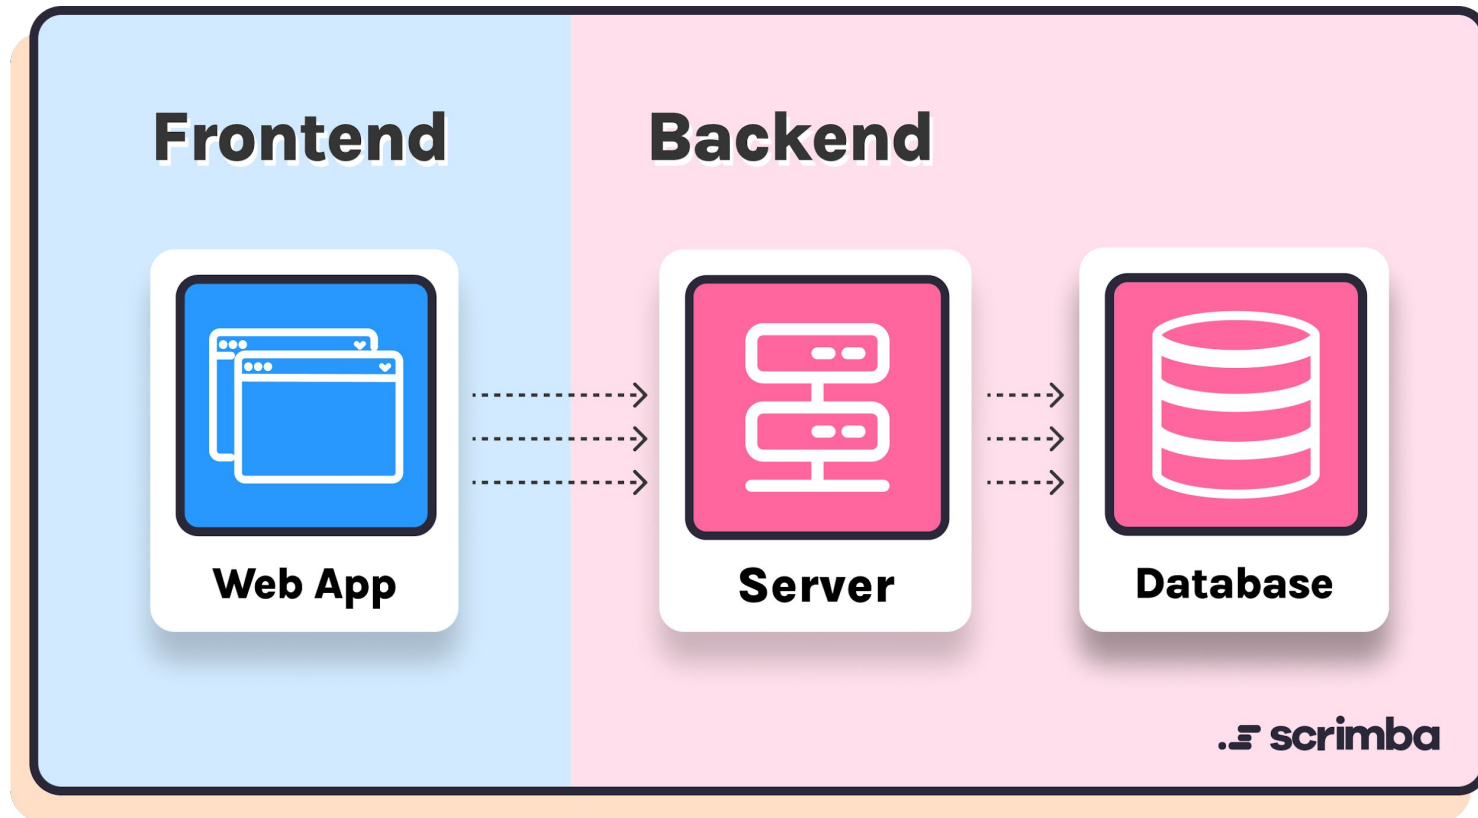 Frontend
Backend
Web App
Server
Database
scrimba